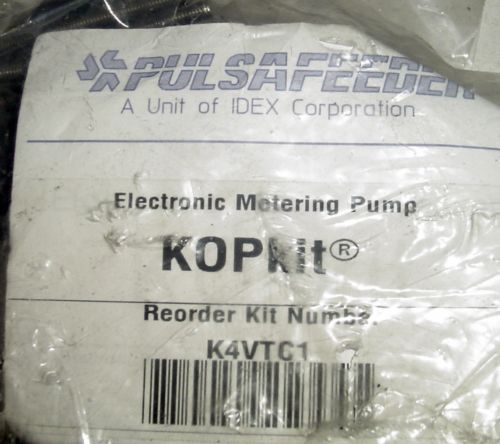 PULSAFEEDER
A Unit of IDEX Corporation
Electronic Metering Pump
KOPkit®
Reorder Kit Number
K4VTC1